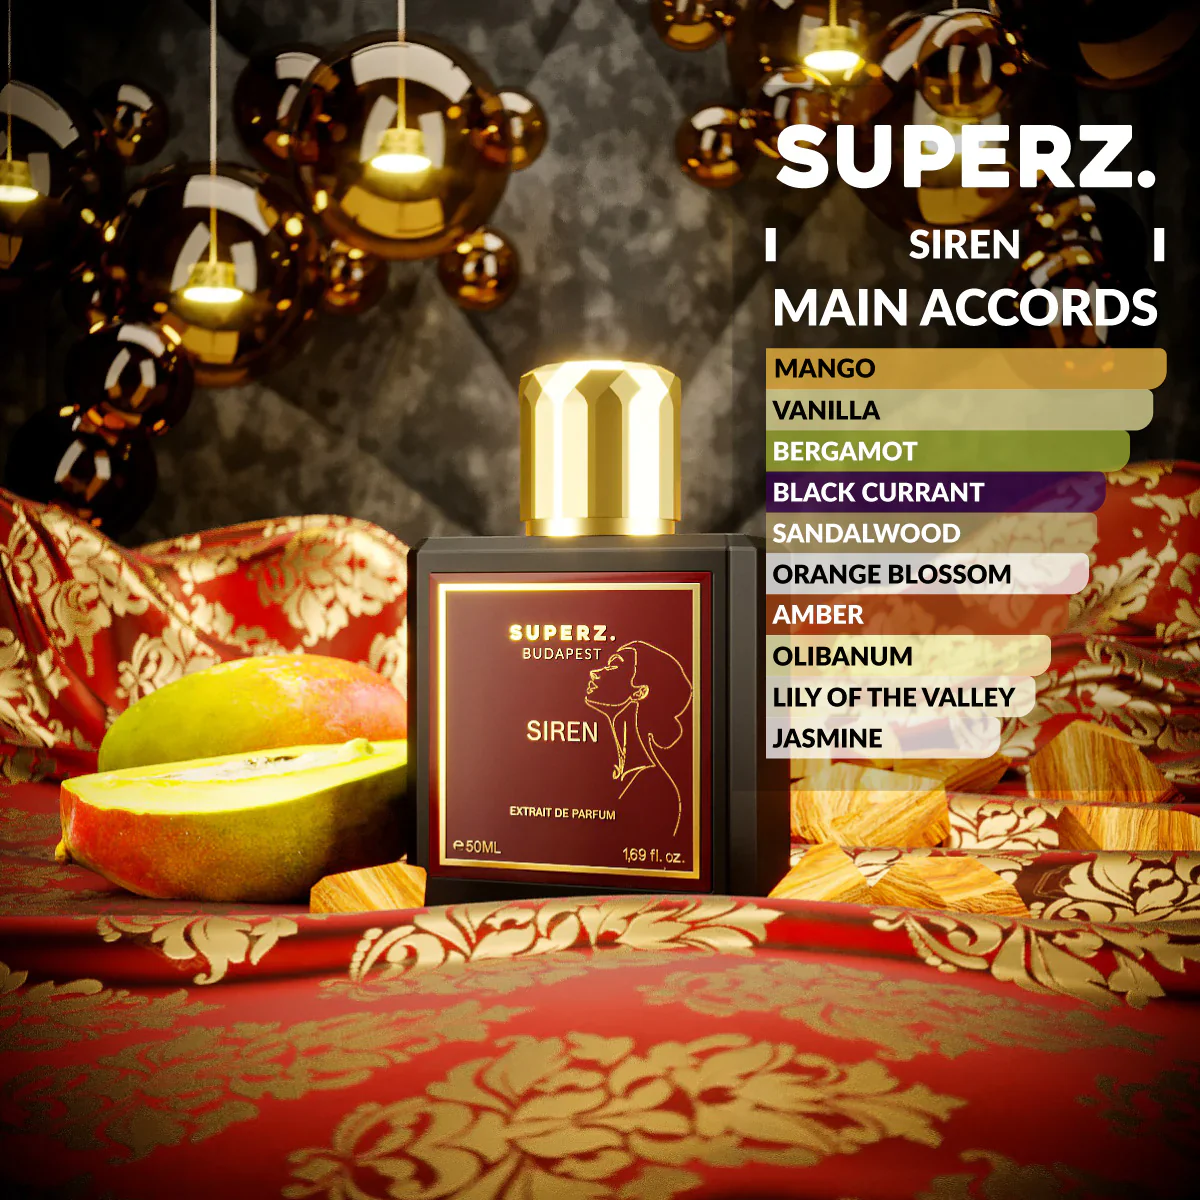 SUPERZ.
SIREN
MAIN ACCORDS
MANGO
VANILLA
BERGAMOT
BLACK CURRANT
SANDALWOOD
ORANGE BLOSSOM
AMBER
OLIBANUM
LILY OF THE VALLEY
JASMINE
SUPERZ.
BUDAPEST
SIREN
EXTRAIT DE PARFUM
e 50ML 1,69 fl. oz.